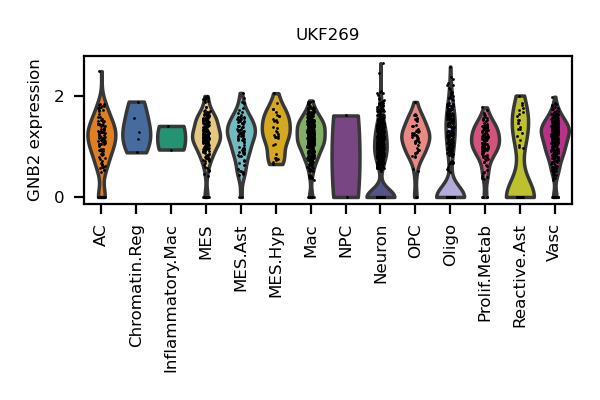 UKF269
GNB2 expression
2
0
AC
Chromatin.Reg
Inflammatory.Mac
MES
MES.Ast
MES.Hyp
Mac
NPC
Neuron
OPC
Oligo
Prolif.Metab
Reactive.Ast
Vasc